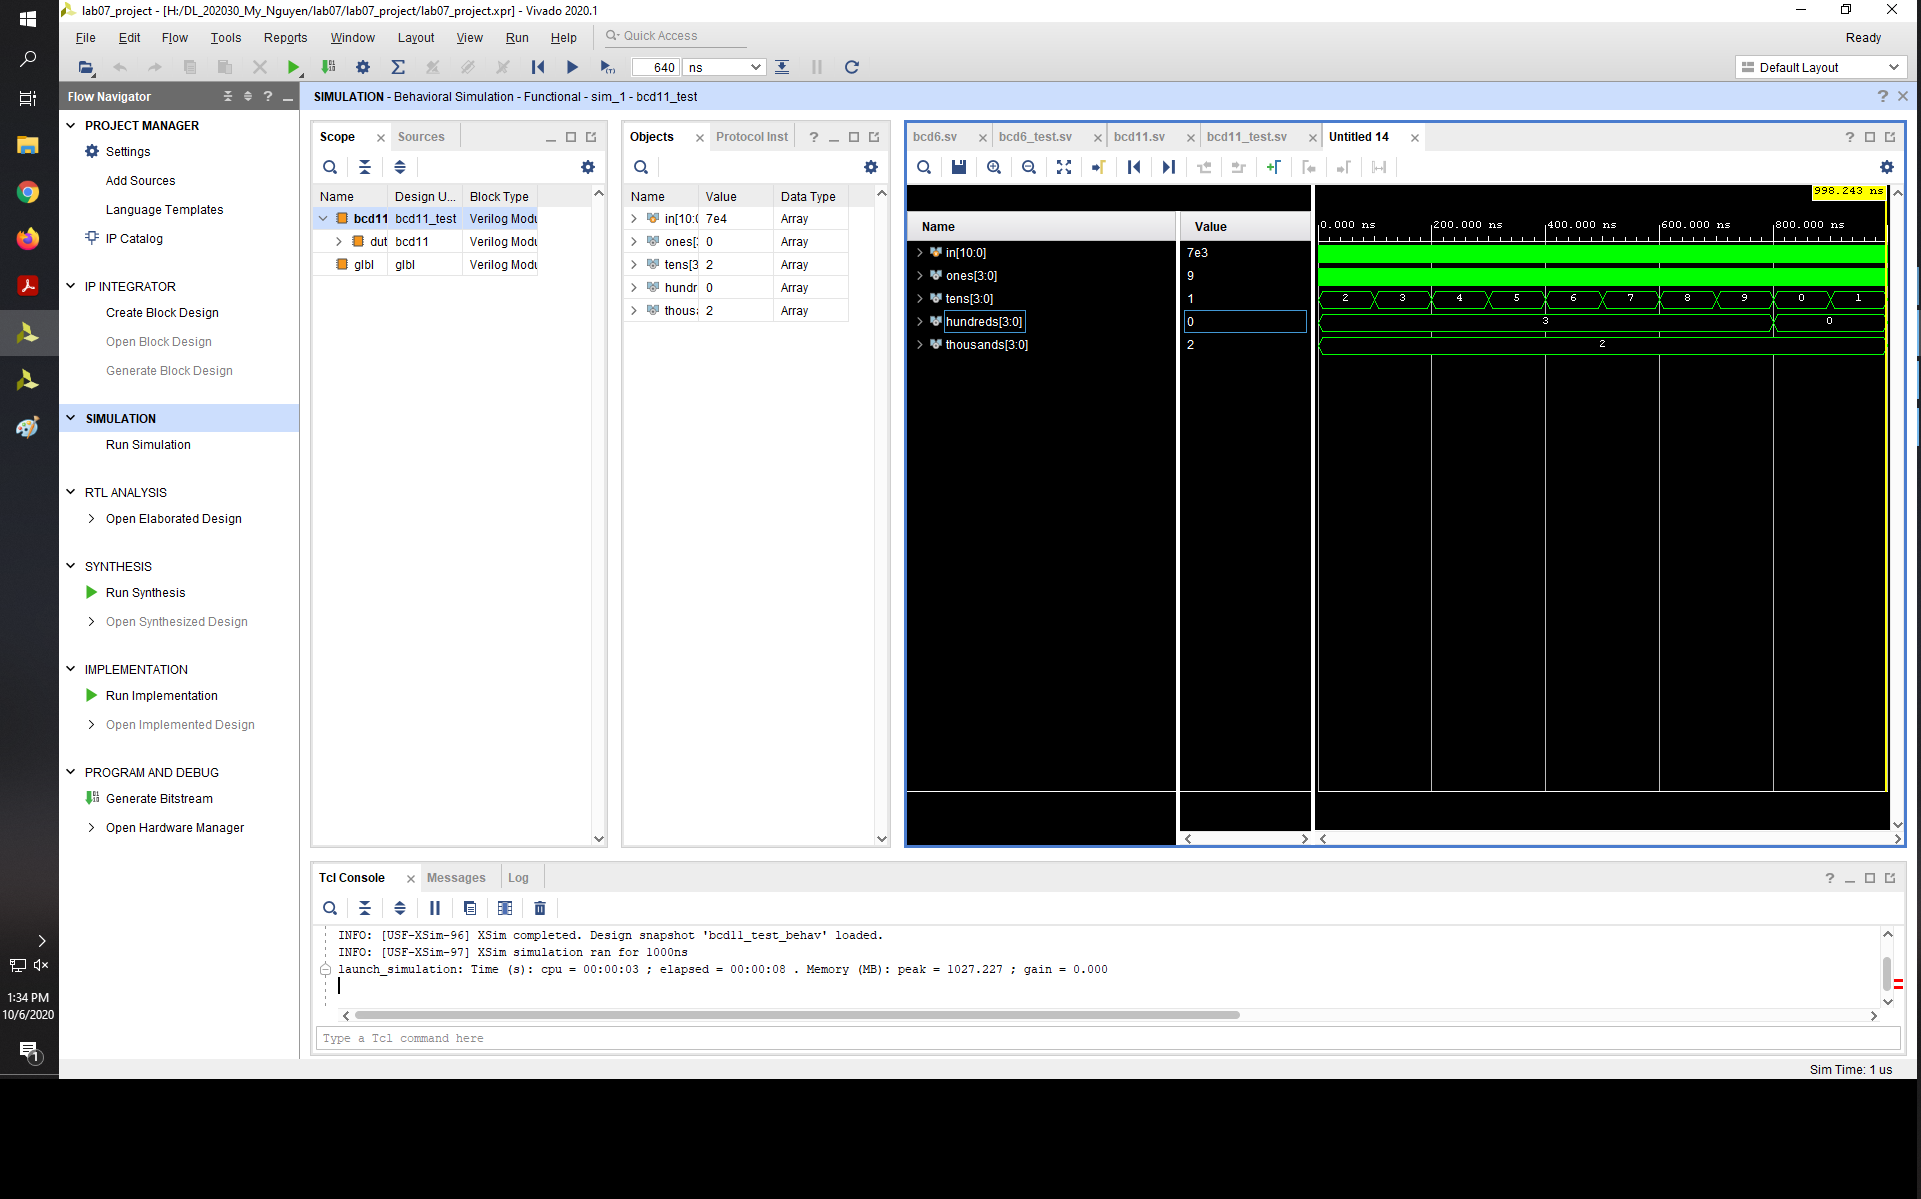 lab07_project - [H:/DL_202030_My_Nguyen/lab07/lab07_project/lab07_project.xpr] - Vivado 2020.1
File Edit Flow Tools Reports Window Layout View Run Help Quick Access
Ready
640 ns
Default Layout
Flow Navigator
SIMULATION - Behavioral Simulation - Functional - sim_1 - bcd11_test
PROJECT MANAGER
Settings
Add Sources
Language Templates
IP Catalog
IP INTEGRATOR
Create Block Design
Open Block Design
Generate Block Design
SIMULATION
Run Simulation
RTL ANALYSIS
Open Elaborated Design
SYNTHESIS
Run Synthesis
Open Synthesized Design
IMPLEMENTATION
Run Implementation
Open Implemented Design
PROGRAM AND DEBUG
Generate Bitstream
Open Hardware Manager
Scope Sources
Name Design U... Block Type
bcd11 bcd11_test Verilog Modu
dut bcd11 Verilog Modu
glbl glbl Verilog Modu
Objects Protocol Inst
Name Value Data Type
in[10:0 7e4 Array
ones[: 0 Array
tens[3 2 Array
hundr 0 Array
thous: 2 Array
bcd6.sv bcd6_test.sv bcd11.sv bcd11_test.sv Untitled 14
998.243 ns
Name Value
0.000 ns 200.000 ns 400.000 ns 600.000 ns 800.000 ns
in[10:0] 7e3
ones[3:0] 9
tens[3:0] 1 2 3 4 5 6 7 8 9 0 1
hundreds[3:0] 0 3 0
thousands[3:0] 2 2
Tcl Console Messages Log
INFO: [USF-XSim-96] XSim completed. Design snapshot 'bcd11_test_behav' loaded.
INFO: [USF-XSim-97] XSim simulation ran for 1000ns
launch_simulation: Time (s): cpu = 00:00:03 ; elapsed = 00:00:08 . Memory (MB): peak = 1027.227 ; gain = 0.000
Type a Tcl command here
Sim Time: 1 us
1:34 PM
10/6/2020
1